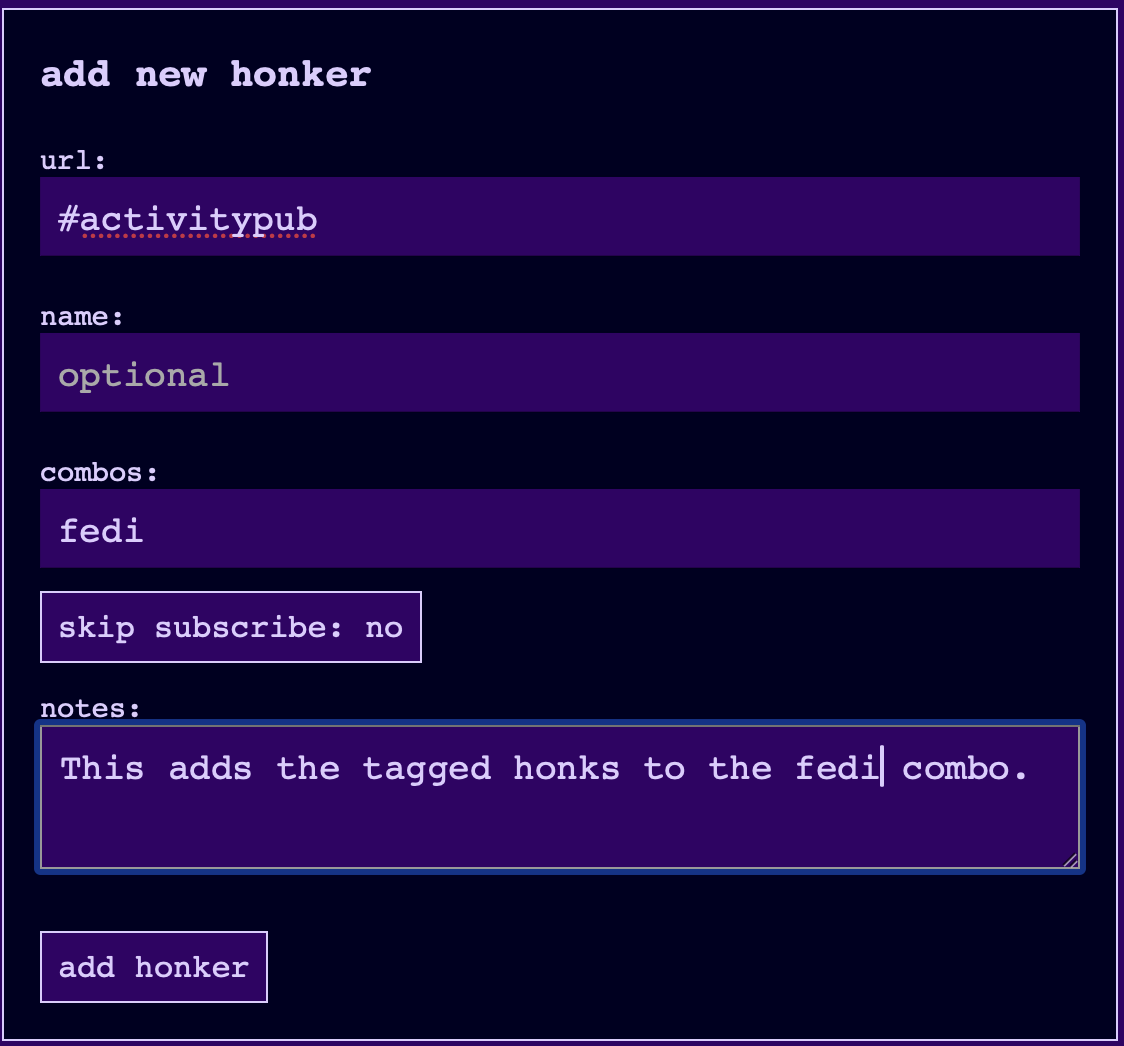 add new honker
url:
#activitypub
name:
optional
combos:
fedi
skip subscribe: no
notes:
This adds the tagged honks to the fedi combo.
add honker